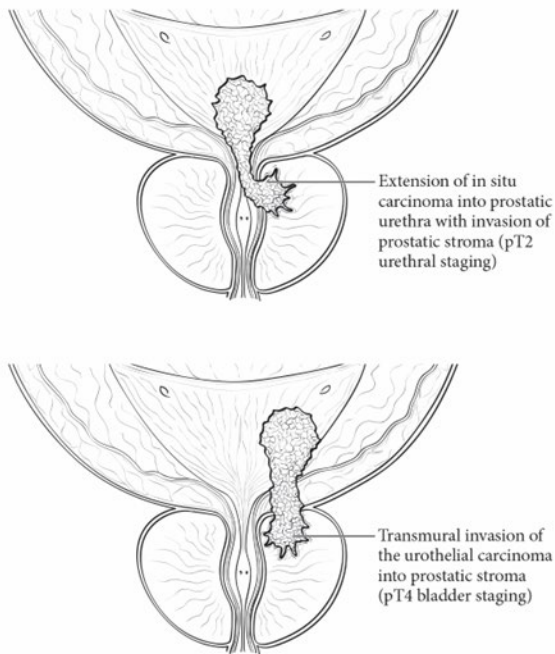 Extension of in situ
carcinoma into prostatic
urethra with invasion of
prostatic stroma (pT2
urethral staging)
Transmural invasion of
the urothelial carcinoma
into prostatic stroma
(pT4 bladder staging)